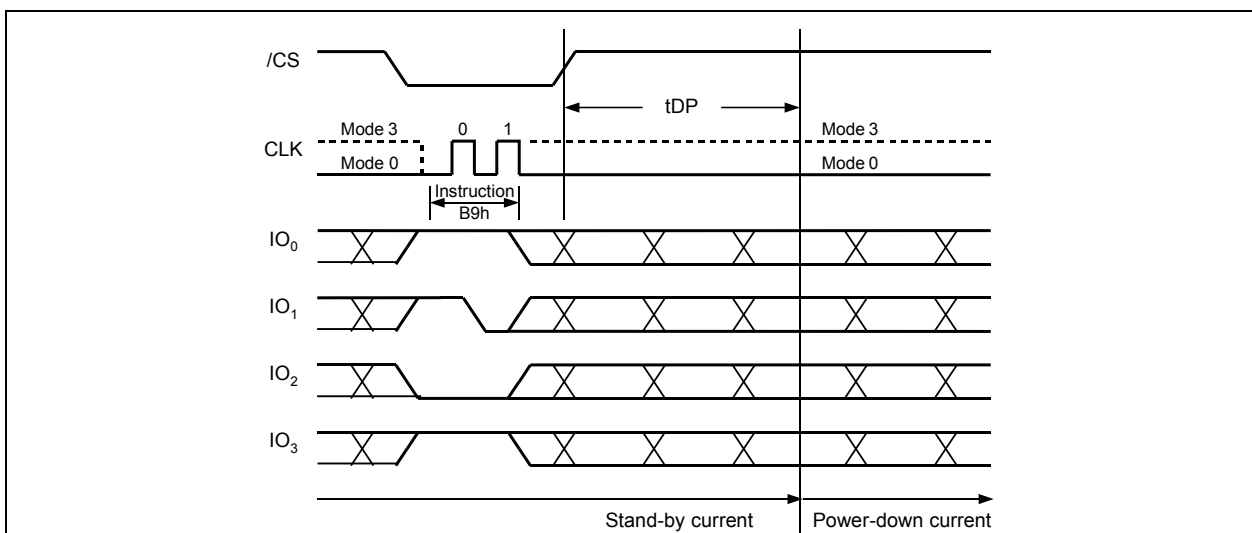 /CS
tDP
Mode 3 0 1 Mode 3
CLK
Mode 0 Mode 0
Instruction
B9h
IO0
IO1
IO2
IO3
Stand-by current Power-down current